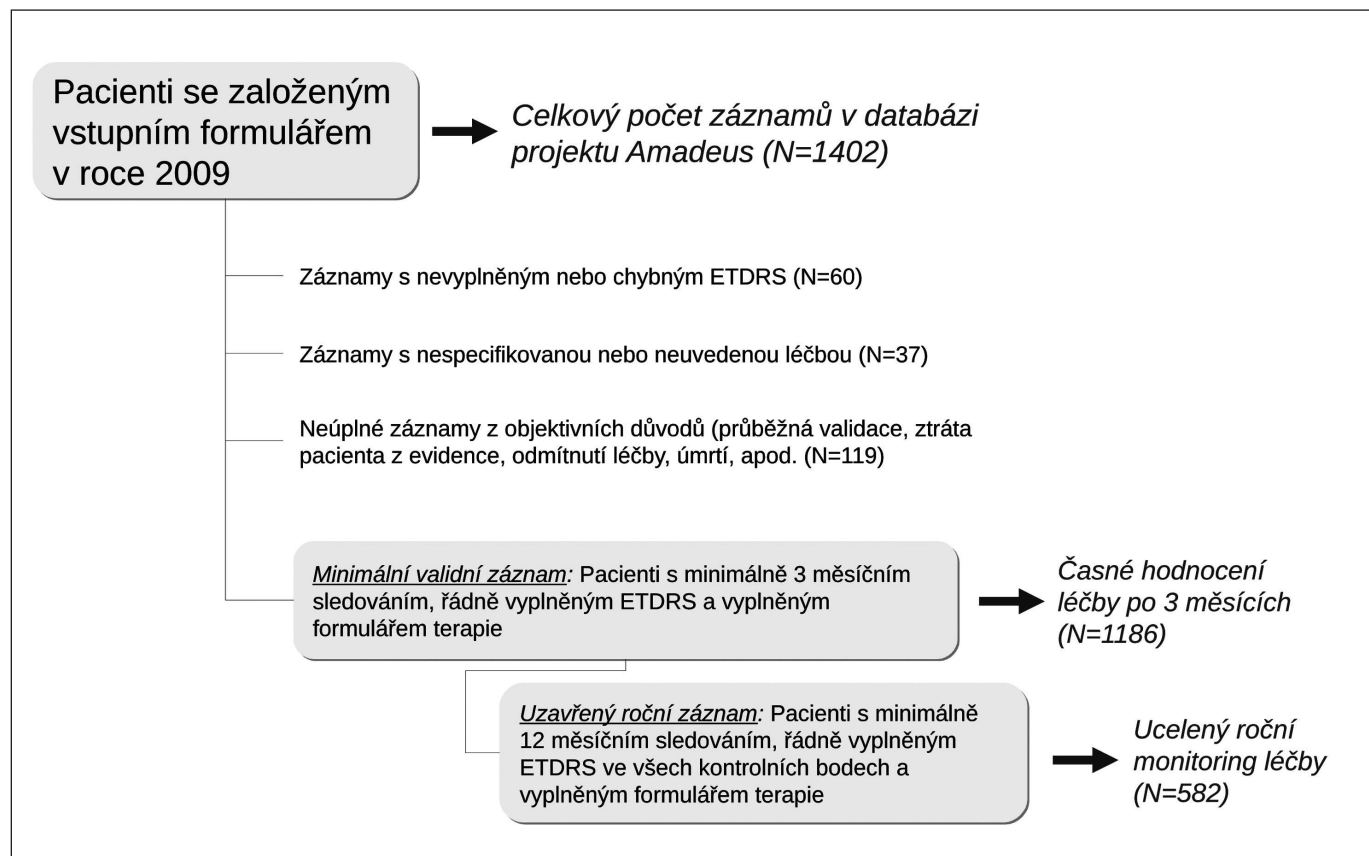 Pacienti se založeným
vstupním formulářem
v roce 2009
Celkový počet záznamů v databázi
projektu Amadeus (N=1402)
Záznamy s nevyplněným nebo chybným ETDRS (N=60)
Záznamy s nespecifikovanou nebo neuvedenou léčbou (N=37)
Neúplné záznamy z objektivních důvodů (průběžná validace, ztráta
pacienta z evidence, odmítnutí léčby, úmrtí, apod. (N=119)
Minimální validní záznam: Pacienti s minimálně 3 měsíčním
sledováním, řádně vyplněným ETDRS a vyplněným
formulářem terapie
Časné hodnocení
léčby po 3 měsících
(N=1186)
Uzavřený roční záznam: Pacienti s minimálně
12 měsíčním sledováním, řádně vyplněným
ETDRS ve všech kontrolních bodech a
vyplněným formulářem terapie
Ucelený roční
monitoring léčby
(N=582)